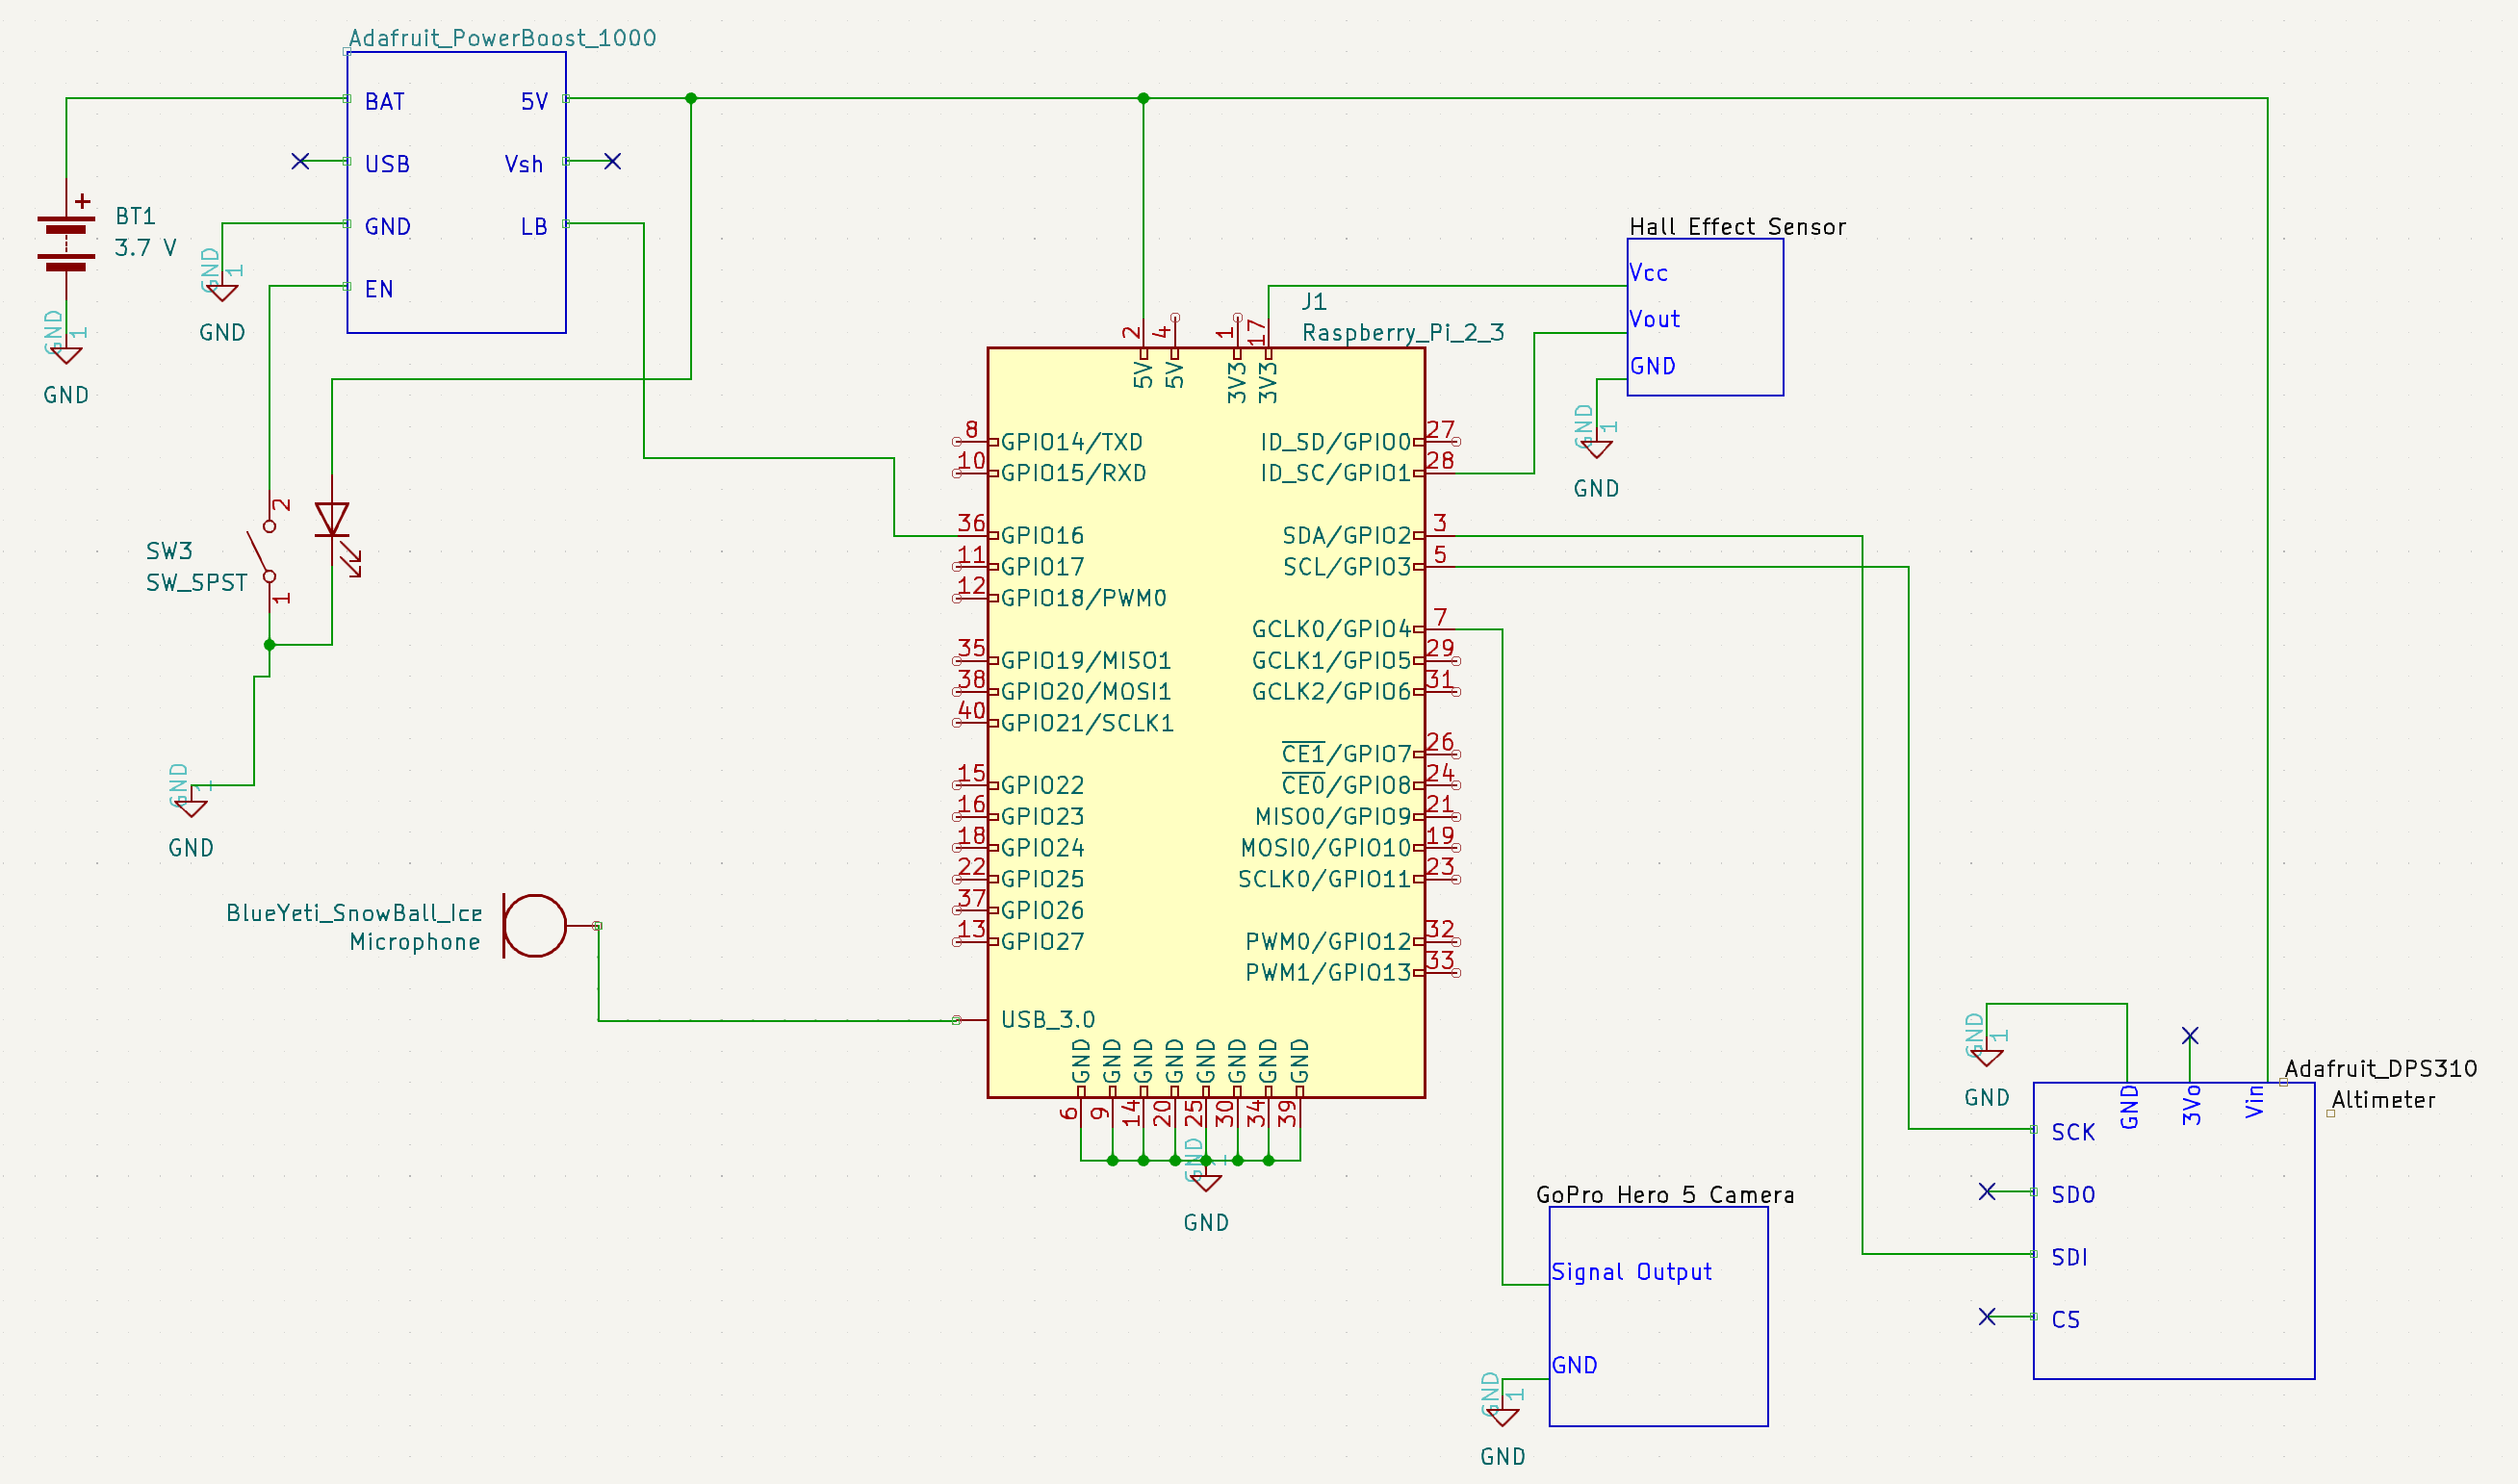 Adafruit_PowerBoost_1000
BAT
5V
USB
Vsh
GND
LB
EN
+
BT1
3.7 V
GND
1
GND
GND
1
GND
SW3
SW_SPST
2
1
GND
1
GND
BlueYeti_SnowBall_Ice
Microphone
J1
Raspberry_Pi_2_3
2
4
1
17
5V
5V
3V3
3V3
8
GPIO14/TXD
10
GPIO15/RXD
36
GPIO16
11
GPIO17
12
GPIO18/PWM0
35
GPIO19/MISO1
38
GPIO20/MOSI1
40
GPIO21/SCLK1
15
GPIO22
16
GPIO23
18
GPIO24
22
GPIO25
37
GPIO26
13
GPIO27
USB_3.0
ID_SD/GPIO0
27
ID_SC/GPIO1
28
SDA/GPIO2
3
SCL/GPIO3
5
GCLK0/GPIO4
7
GCLK1/GPIO5
29
GCLK2/GPIO6
31
CE1/GPIO7
26
CE0/GPIO8
24
MISO0/GPIO9
21
MOSI0/GPIO10
19
SCLK0/GPIO11
23
PWM0/GPIO12
32
PWM1/GPIO13
33
GND
GND
GND
GND
GND
GND
GND
GND
6
9
14
20
25
30
34
39
GND
1
GND
Hall Effect Sensor
Vcc
Vout
GND
GND
1
GND
GoPro Hero 5 Camera
Signal Output
GND
GND
1
GND
Adafruit_DPS310
Altimeter
GND
3Vo
Vin
SCK
SDO
SDI
CS
GND
1
GND